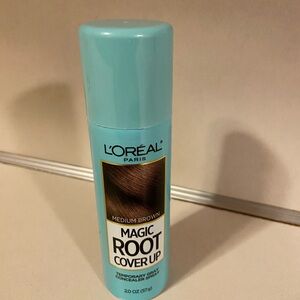 L'ORÉAL
PARIS
MEDIUM BROWN
MAGIC
ROOT
COVER UP
TEMPORARY GRAY
CONCEALER SPRAY
2.0 OZ (57g)